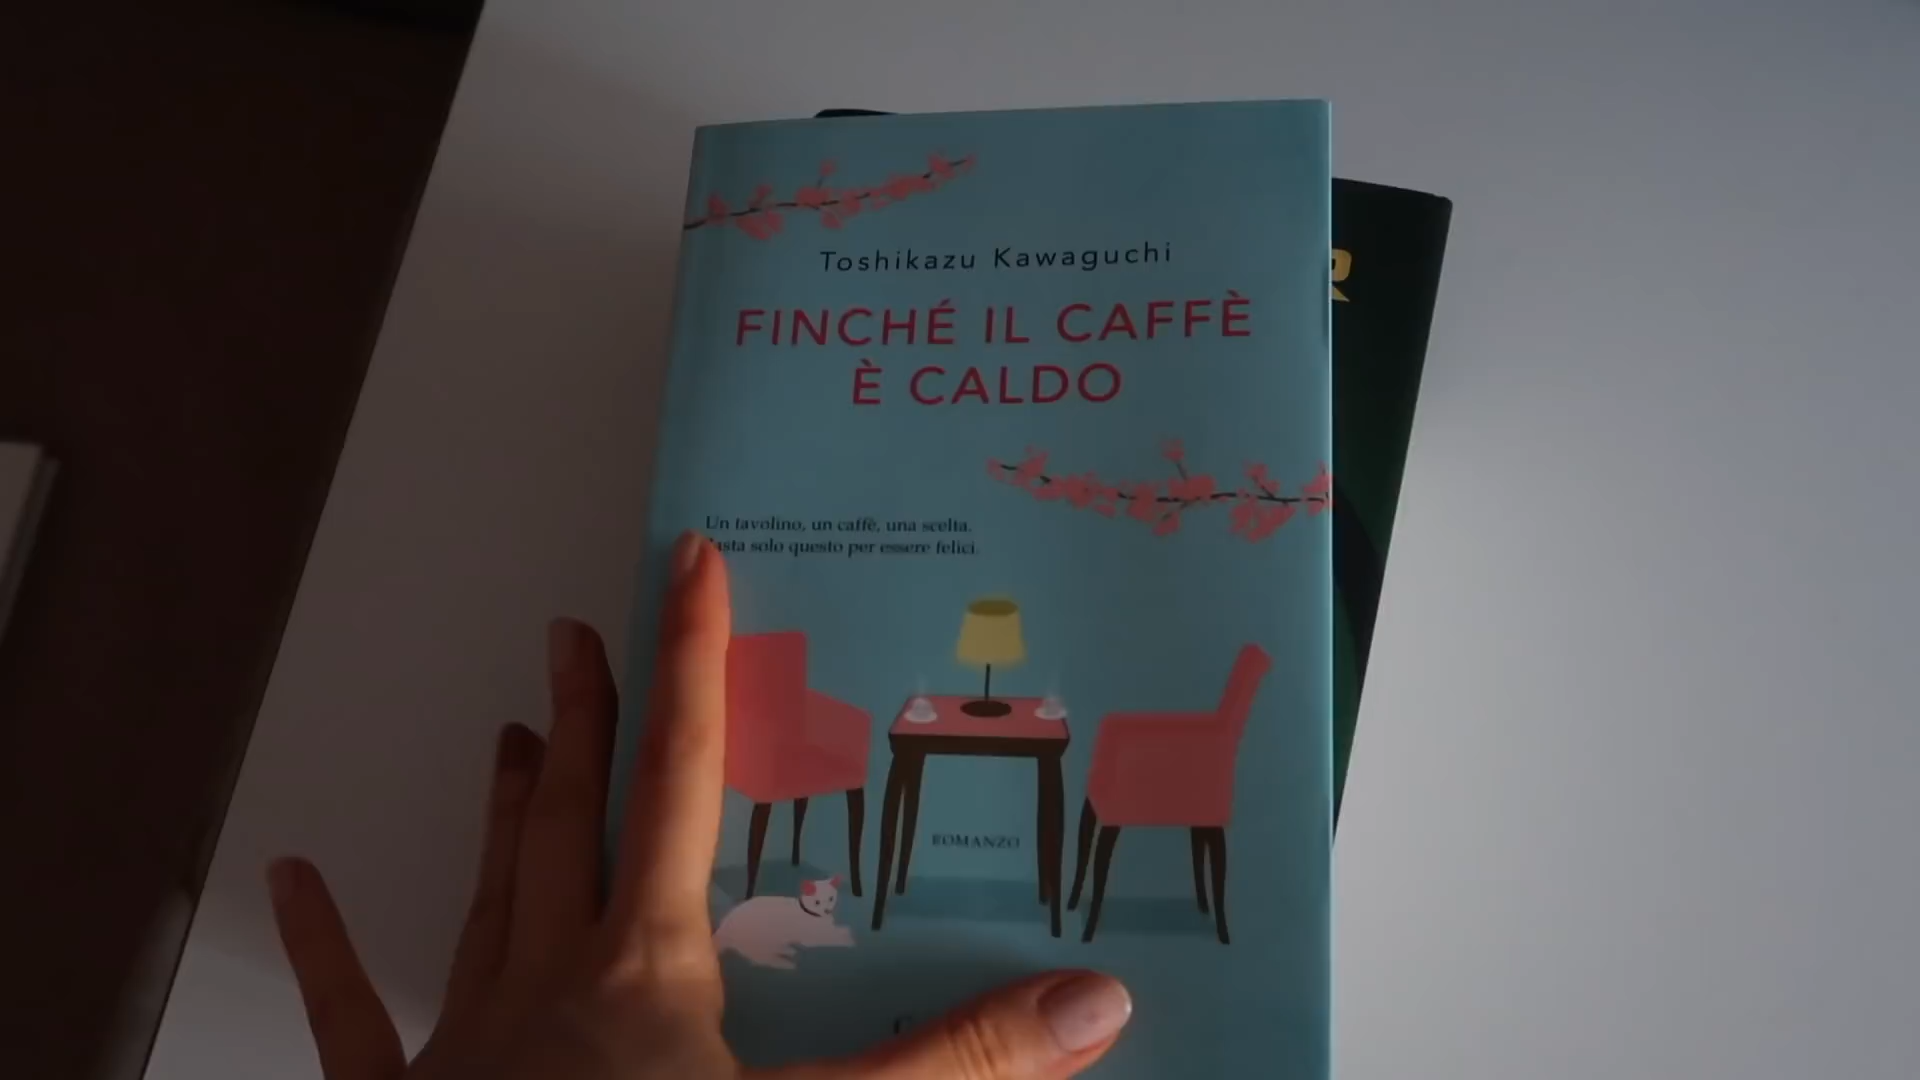 Toshikazu Kawaguchi
FINCHÉ IL CAFFÈ
È CALDO
Un tavolino, un caffè, una scelta.
solo questo per essere felici.
ROMANZO